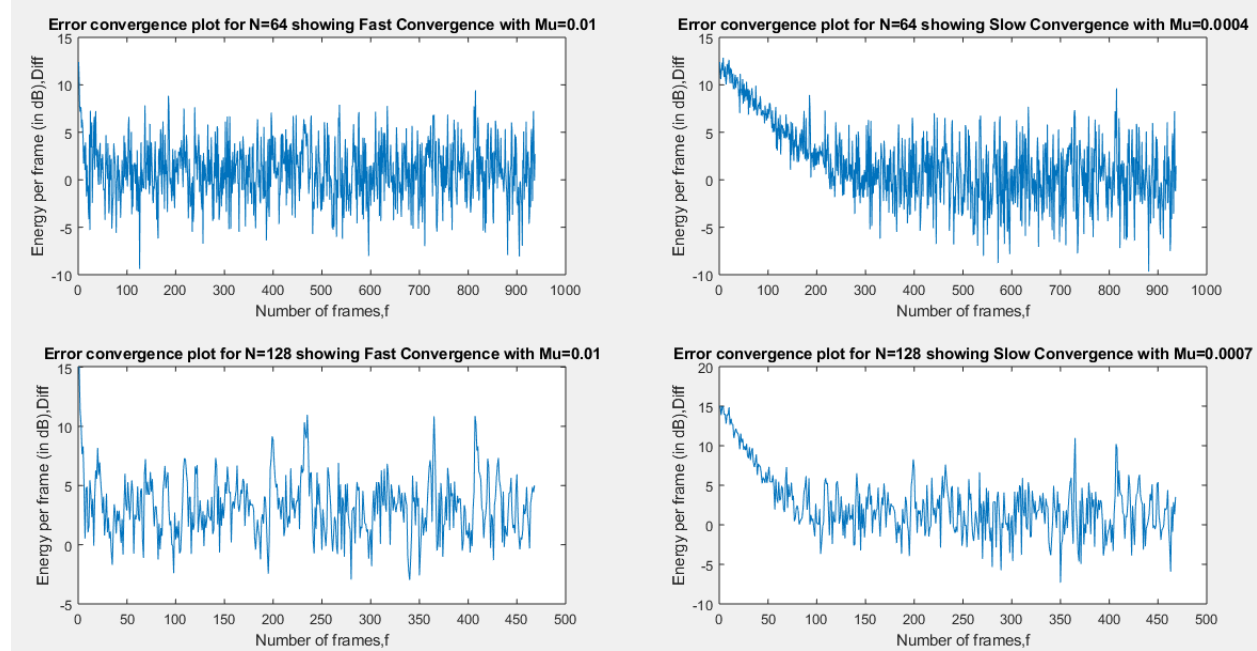 Error convergence plot for N=64 showing Fast Convergence with Mu=0.01
Energy per frame (in dB),Diff
15
10
5
0
-5
-10
0 100 200 300 400 500 600 700 800 900 1000
Number of frames,f
Error convergence plot for N=64 showing Slow Convergence with Mu=0.0004
Energy per frame (in dB),Diff
15
10
5
0
-5
-10
0 100 200 300 400 500 600 700 800 900 1000
Number of frames,f
Error convergence plot for N=128 showing Fast Convergence with Mu=0.01
Energy per frame (in dB),Diff
15
10
5
0
-5
0 50 100 150 200 250 300 350 400 450 500
Number of frames,f
Error convergence plot for N=128 showing Slow Convergence with Mu=0.0007
Energy per frame (in dB),Diff
20
15
10
5
0
-5
-10
0 50 100 150 200 250 300 350 400 450 500
Number of frames,f